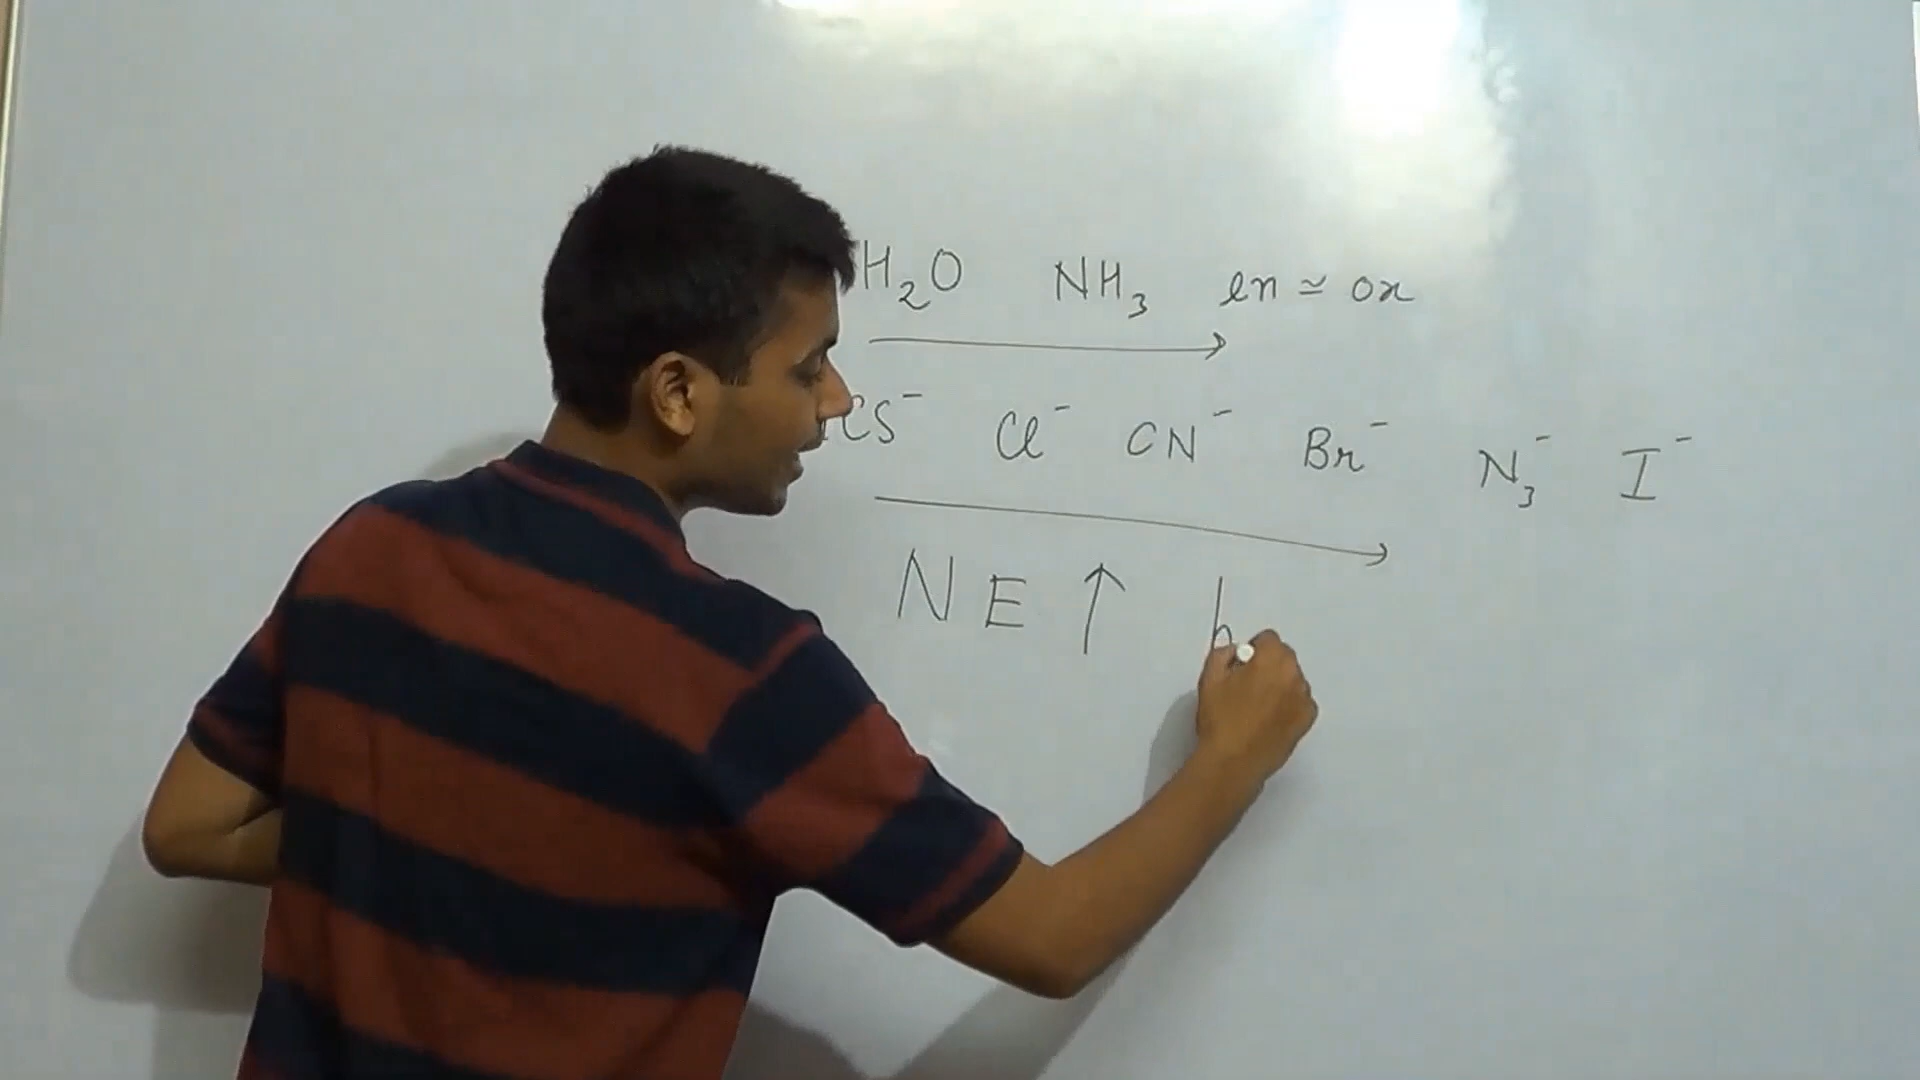 H₂O NH₃ en ≃ ox
CS⁻ Cl⁻ CN⁻ Br⁻ N₃⁻ I⁻
NE ↑ h